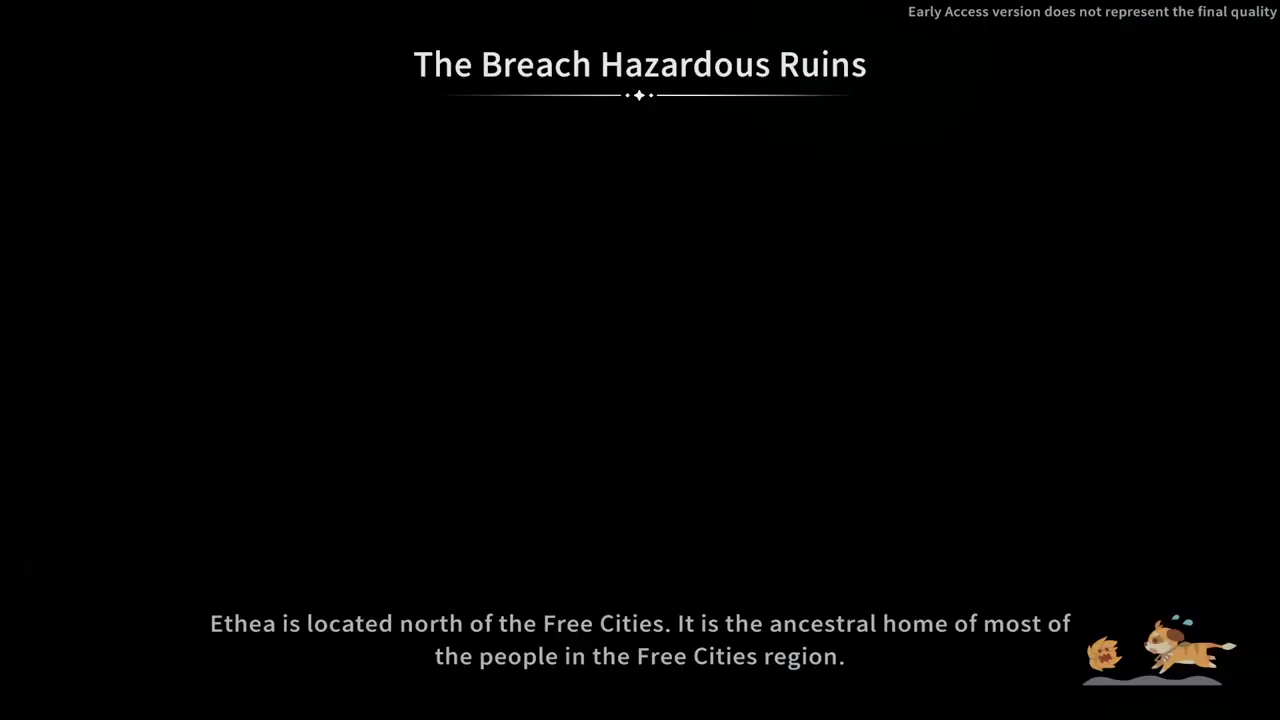 Early Access version does not represent the final quality
The Breach Hazardous Ruins
Ethea is located north of the Free Cities. It is the ancestral home of most of
the people in the Free Cities region.